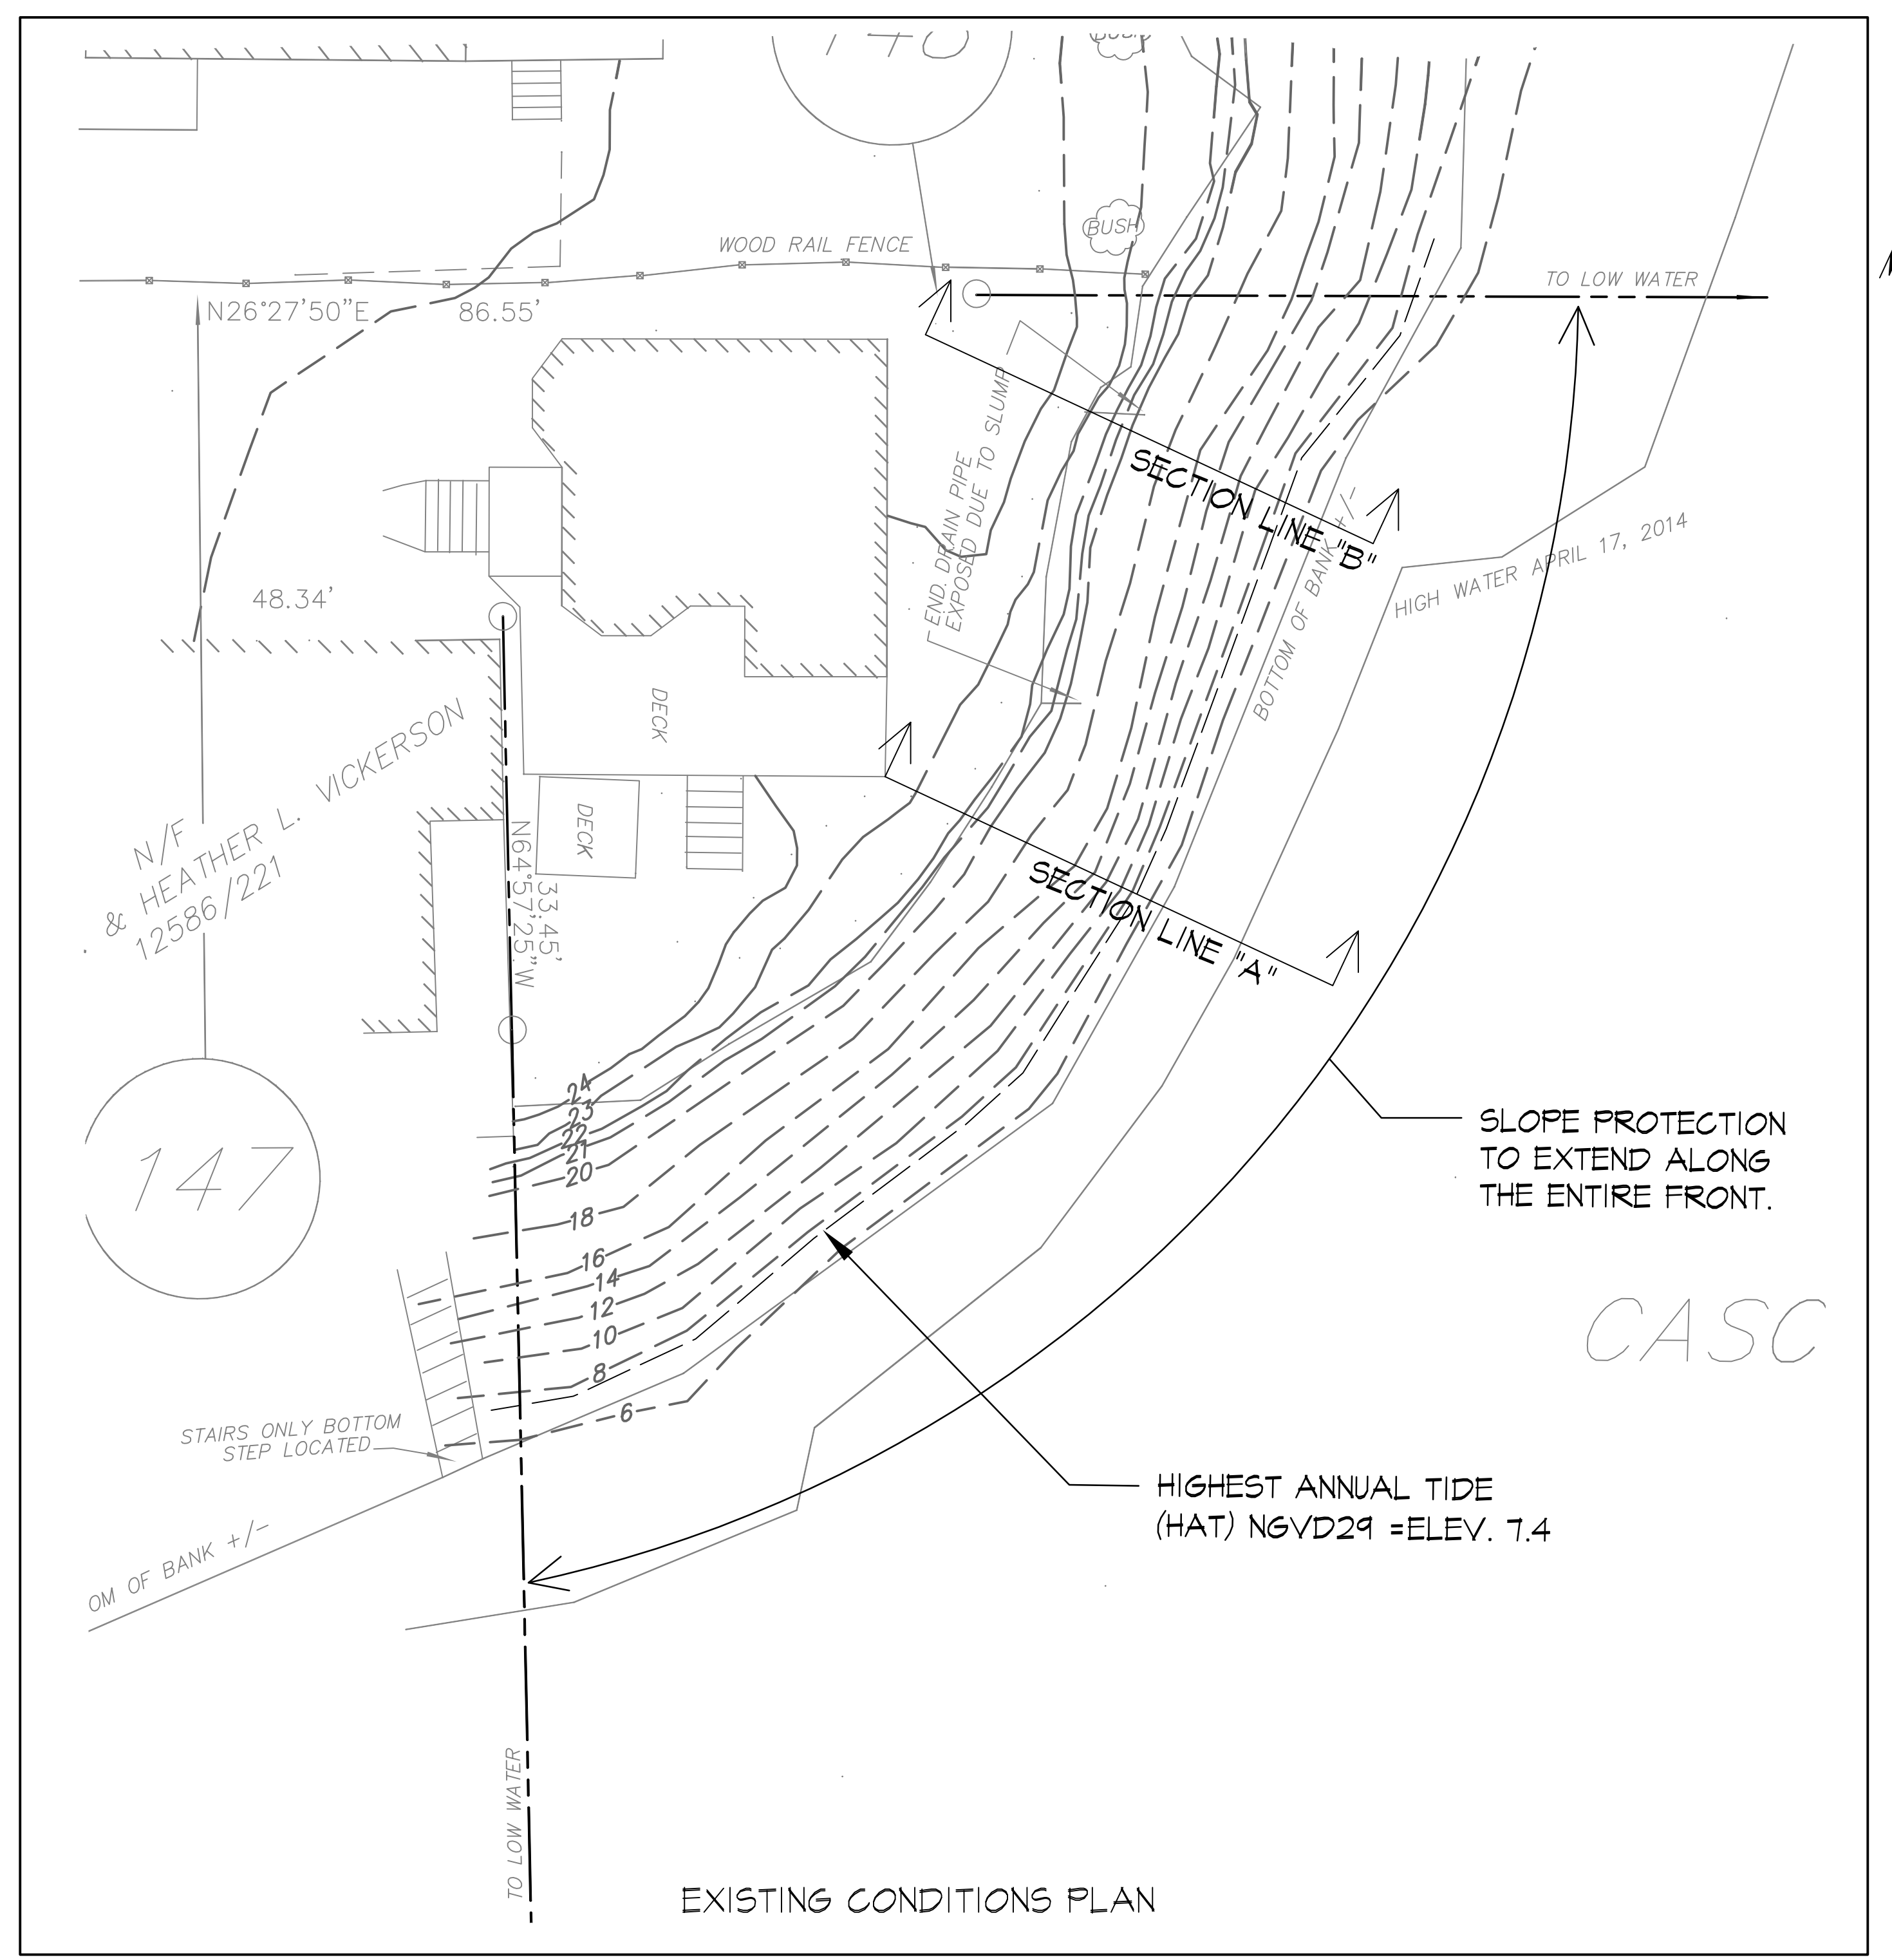 BUSH
WOOD RAIL FENCE
BUSH
TO LOW WATER
N26°27'50"E
86.55'
END. DRAIN PIPE
EXPOSED DUE TO SLUMP
SECTION LINE "B"
HIGH WATER APRIL 17, 2014
BOTTOM OF BANK +/-
48.34'
DECK
N/F
. & HEATHER L. VICKERSON
12586/221
DECK
N64°57'25"W
33.45'
SECTION LINE "A"
24
23
22
21
20
18
16
14
12
10
8
6
147
SLOPE PROTECTION
TO EXTEND ALONG
THE ENTIRE FRONT.
CASC
STAIRS ONLY BOTTOM
STEP LOCATED
HIGHEST ANNUAL TIDE
(HAT) NGVD29 =ELEV. 7.4
OM OF BANK +/-
TO LOW WATER
EXISTING CONDITIONS PLAN